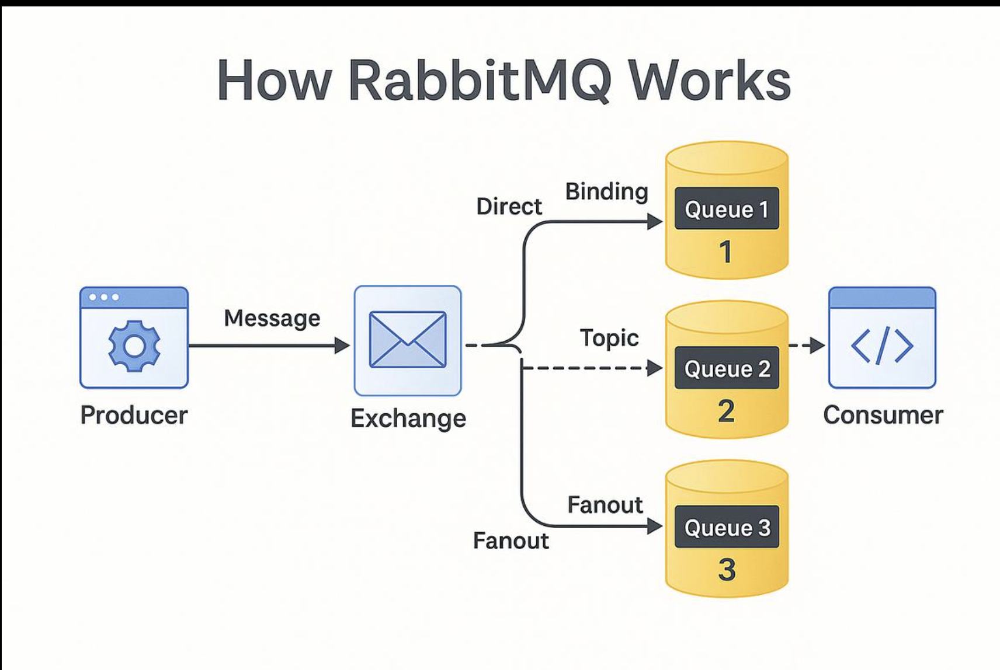 How RabbitMQ Works
Binding
Direct
Queue 1
1
Message
Topic
Queue 2
2
Producer
Exchange
Consumer
Fanout
Fanout
Queue 3
3